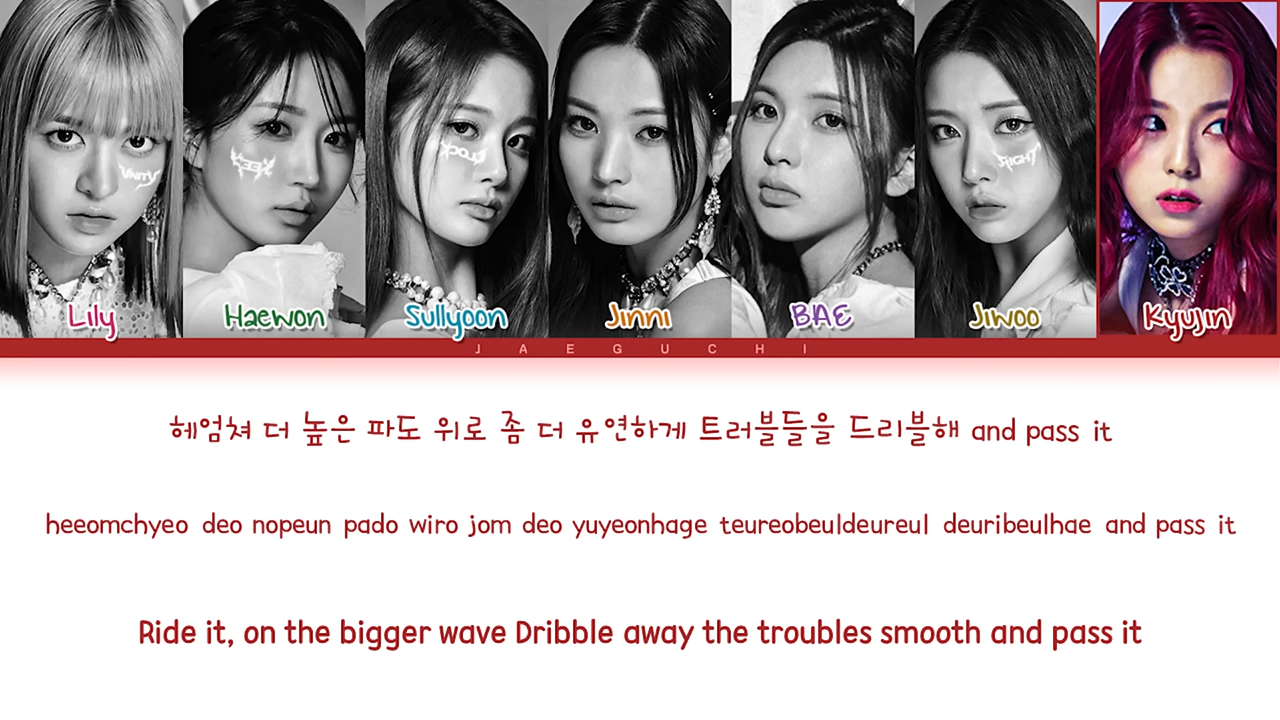 VNITY
FLOCK
RIGHT
Lily
Haewon
Sullyoon
Jinni
BAE
Jiwoo
Kyujin
JAEGUCHI
헤엄쳐 더 높은 파도 위로 좀 더 유연하게 트러블들을 드리블해 and pass it
heeomchyeo deo nopeun pado wiro jom deo yuyeonhage teureobeuldeureul deuribeulhae and pass it
Ride it, on the bigger wave Dribble away the troubles smooth and pass it